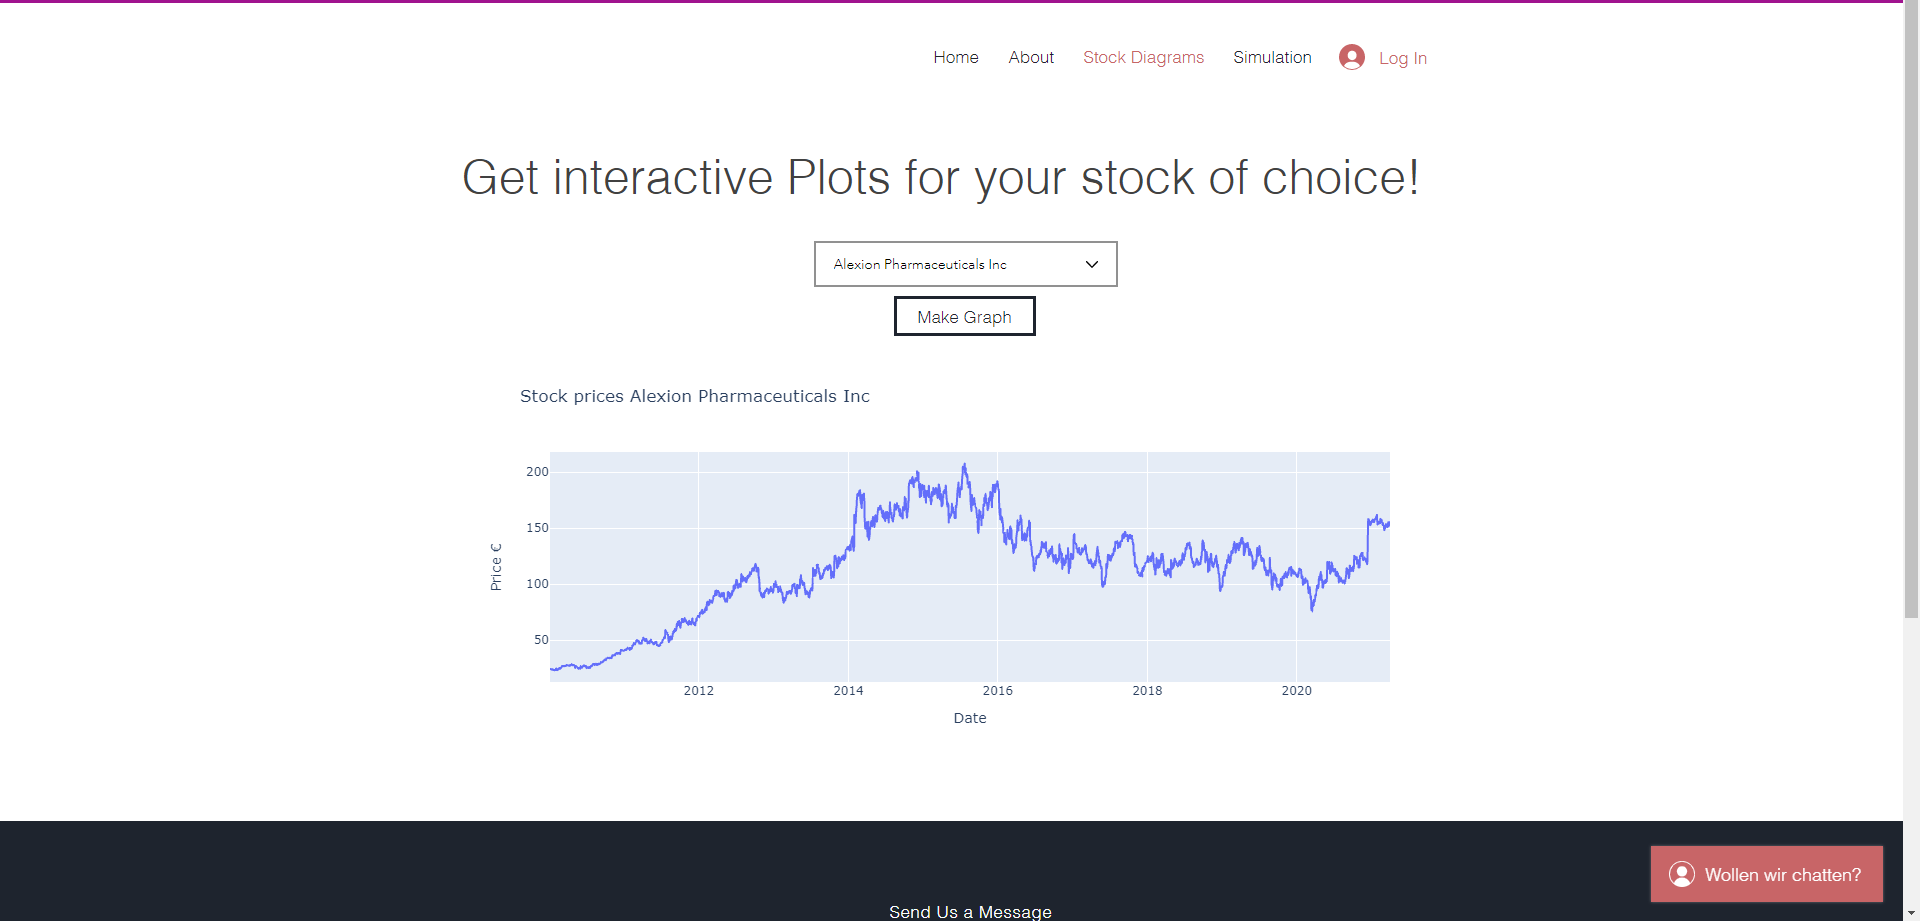 Home About Stock Diagrams Simulation Log In
Get interactive Plots for your stock of choice!
Alexion Pharmaceuticals Inc
Make Graph
Stock prices Alexion Pharmaceuticals Inc
200
150
100
50
Price €
2012 2014 2016 2018 2020
Date
Wollen wir chatten?
Send Us a Message